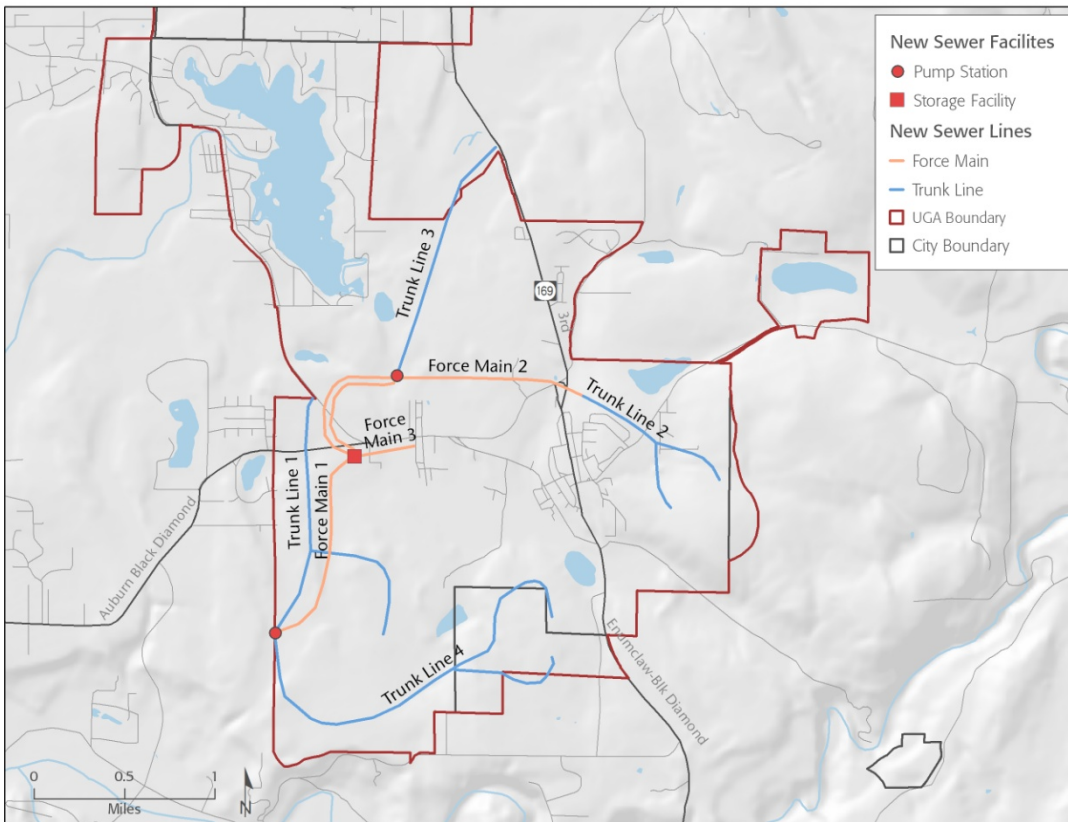 New Sewer Facilites
Pump Station
Storage Facility
New Sewer Lines
Force Main
Trunk Line
UGA Boundary
City Boundary
Trunk Line 3
169
3rd
Force Main 2
Trunk Line 2
Force
Main 3
Trunk Line 1
Force Main 1
Auburn Black Diamond
Trunk Line 4
Enumclaw-Blk Diamond
0 0.5 1
Miles
N